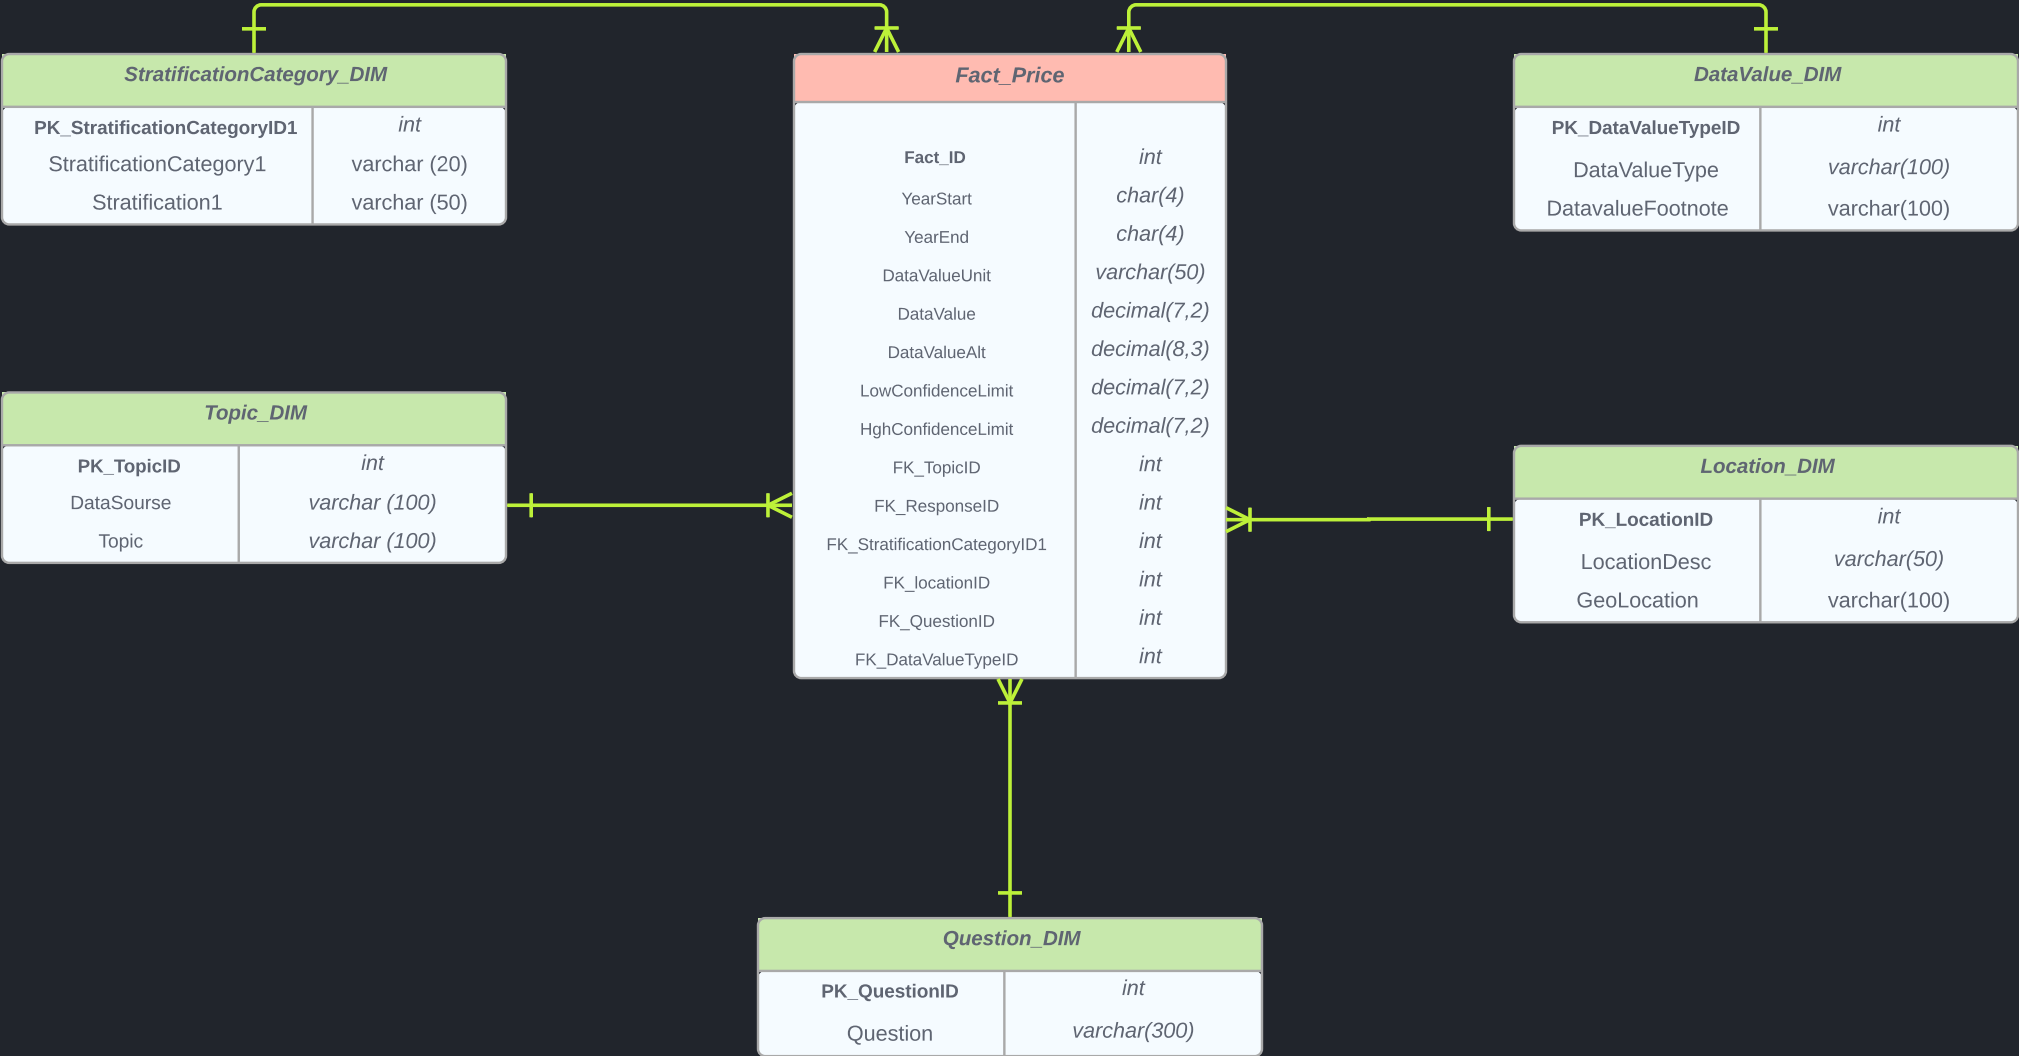 StratificationCategory_DIM
PK_StratificationCategoryID1 int
StratificationCategory1 varchar (20)
Stratification1 varchar (50)
Fact_Price
Fact_ID int
YearStart char(4)
YearEnd char(4)
DataValueUnit varchar(50)
DataValue decimal(7,2)
DataValueAlt decimal(8,3)
LowConfidenceLimit decimal(7,2)
HghConfidenceLimit decimal(7,2)
FK_TopicID int
FK_ResponseID int
FK_StratificationCategoryID1 int
FK_locationID int
FK_QuestionID int
FK_DataValueTypeID int
DataValue_DIM
PK_DataValueTypeID int
DataValueType varchar(100)
DatavalueFootnote varchar(100)
Topic_DIM
PK_TopicID int
DataSourse varchar (100)
Topic varchar (100)
Location_DIM
PK_LocationID int
LocationDesc varchar(50)
GeoLocation varchar(100)
Question_DIM
PK_QuestionID int
Question varchar(300)